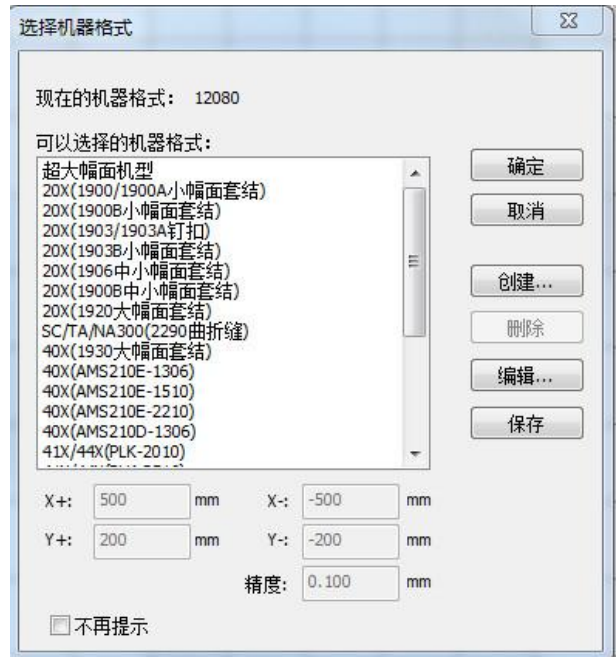 选择机器格式
现在的机器格式： 12080
可以选择的机器格式：
超大幅面机型
20X(1900/1900A小幅面套结)
20X(1900B小幅面套结)
20X(1903/1903A钉扣)
20X(1903B小幅面套结)
20X(1906中小幅面套结)
20X(1900B中小幅面套结)
20X(1920大幅面套结)
SC/TA/NA300(2290曲折缝)
40X(1930大幅面套结)
40X(AMS210E-1306)
40X(AMS210E-1510)
40X(AMS210E-2210)
40X(AMS210D-1306)
41X/44X(PLK-2010)
确定
取消
创建...
删除
编辑...
保存
X+: 500 mm X-: -500 mm
Y+: 200 mm Y-: -200 mm
精度: 0.100 mm
不再提示